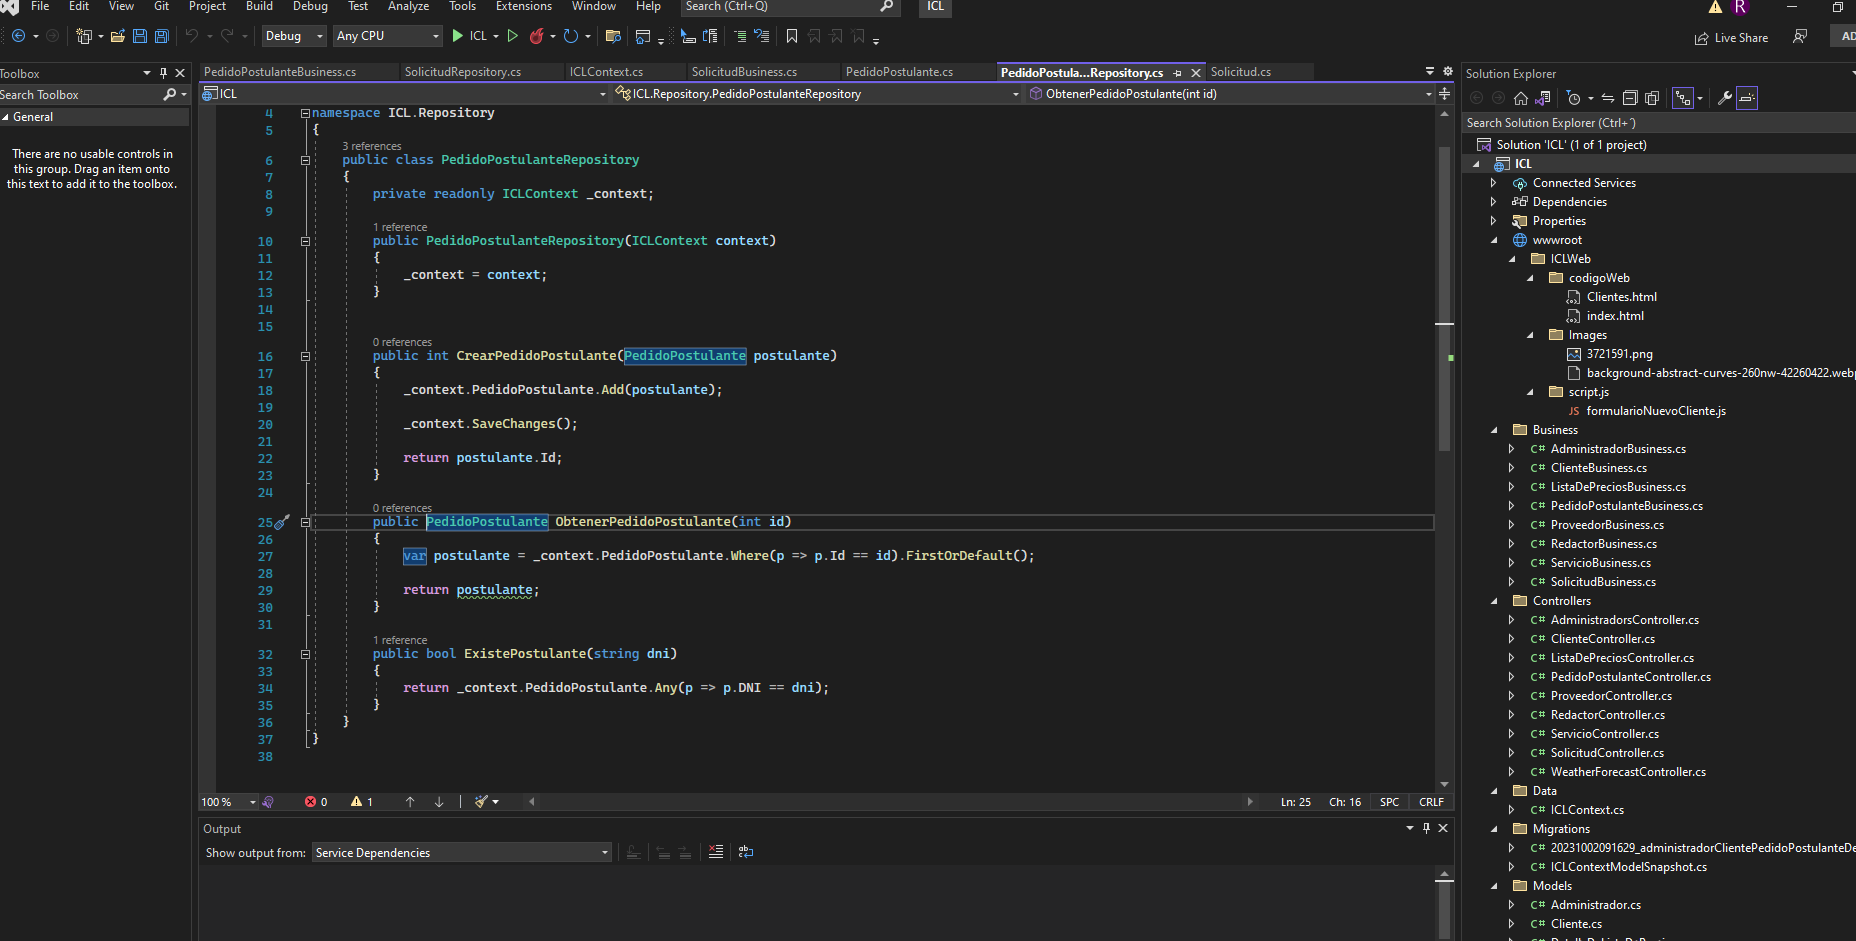 File Edit View Git Project Build Debug Test Analyze Tools Extensions Window Help Search (Ctrl+Q) ICL R
Debug Any CPU ICL Live Share AD
Toolbox
Search Toolbox
General
There are no usable controls in
this group. Drag an item onto
this text to add it to the toolbox.
PedidoPostulanteBusiness.cs SolicitudRepository.cs ICLContext.cs SolicitudBusiness.cs PedidoPostulante.cs PedidoPostula...Repository.cs Solicitud.cs
ICL ICL.Repository.PedidoPostulanteRepository ObtenerPedidoPostulante(int id)
4 namespace ICL.Repository
5 {
3 references
6 public class PedidoPostulanteRepository
7 {
8 private readonly ICLContext _context;
9
1 reference
10 public PedidoPostulanteRepository(ICLContext context)
11 {
12 _context = context;
13 }
14
15
0 references
16 public int CrearPedidoPostulante(PedidoPostulante postulante)
17 {
18 _context.PedidoPostulante.Add(postulante);
19
20 _context.SaveChanges();
21
22 return postulante.Id;
23 }
24
0 references
25 public PedidoPostulante ObtenerPedidoPostulante(int id)
26 {
27 var postulante = _context.PedidoPostulante.Where(p => p.Id == id).FirstOrDefault();
28
29 return postulante;
30 }
31
1 reference
32 public bool ExistePostulante(string dni)
33 {
34 return _context.PedidoPostulante.Any(p => p.DNI == dni);
35 }
36 }
37 }
38
100 % 0 1 Ln: 25 Ch: 16 SPC CRLF
Output
Show output from: Service Dependencies
Solution Explorer
Search Solution Explorer (Ctrl+´)
Solution 'ICL' (1 of 1 project)
ICL
Connected Services
Dependencies
Properties
wwwroot
ICLWeb
codigoWeb
Clientes.html
index.html
Images
3721591.png
background-abstract-curves-260nw-42260422.webp
script.js
JS formularioNuevoCliente.js
Business
C# AdministradorBusiness.cs
C# ClienteBusiness.cs
C# ListaDePreciosBusiness.cs
C# PedidoPostulanteBusiness.cs
C# ProveedorBusiness.cs
C# RedactorBusiness.cs
C# ServicioBusiness.cs
C# SolicitudBusiness.cs
Controllers
C# AdministradorsController.cs
C# ClienteController.cs
C# ListaDePreciosController.cs
C# PedidoPostulanteController.cs
C# ProveedorController.cs
C# RedactorController.cs
C# ServicioController.cs
C# SolicitudController.cs
C# WeatherForecastController.cs
Data
C# ICLContext.cs
Migrations
C# 20231002091629_administradorClientePedidoPostulanteDe
C# ICLContextModelSnapshot.cs
Models
C# Administrador.cs
C# Cliente.cs